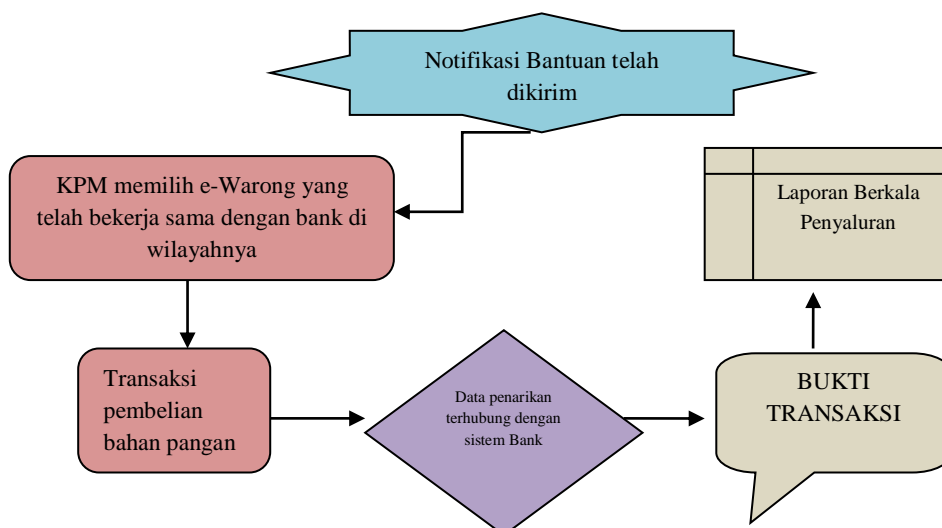 Notifikasi Bantuan telah
dikirim
KPM memilih e-Warong yang
telah bekerja sama dengan bank di
wilayahnya
Transaksi
pembelian
bahan pangan
Data penarikan
terhubung dengan
sistem Bank
BUKTI
TRANSAKSI
Laporan Berkala
Penyaluran